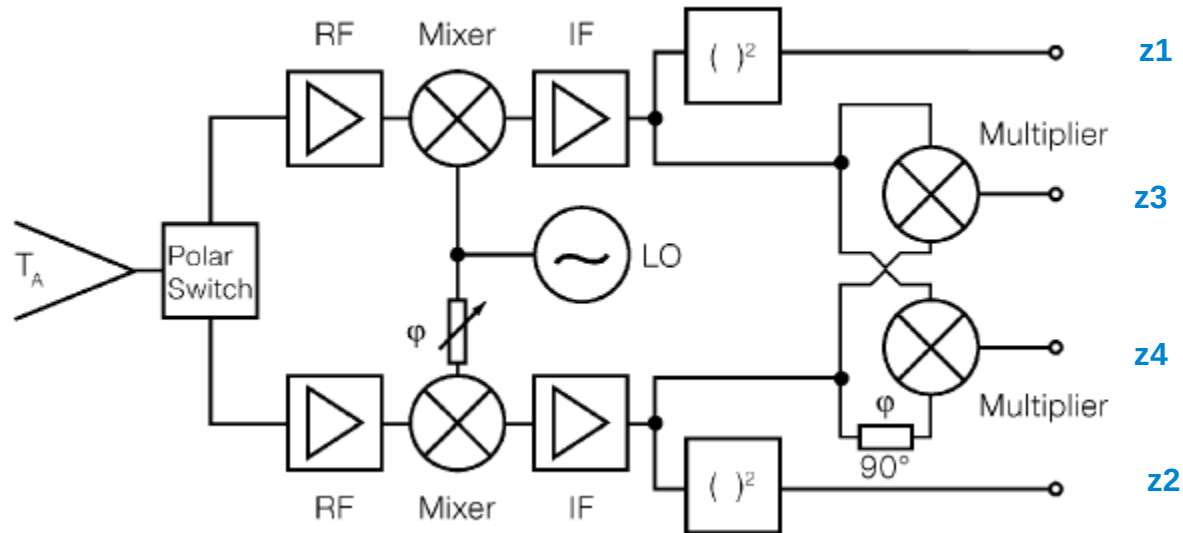 RF
Mixer
IF
( )²
z1
Multiplier
z3
T_A
Polar
Switch
LO
φ
z4
φ
Multiplier
90°
( )²
z2
RF
Mixer
IF